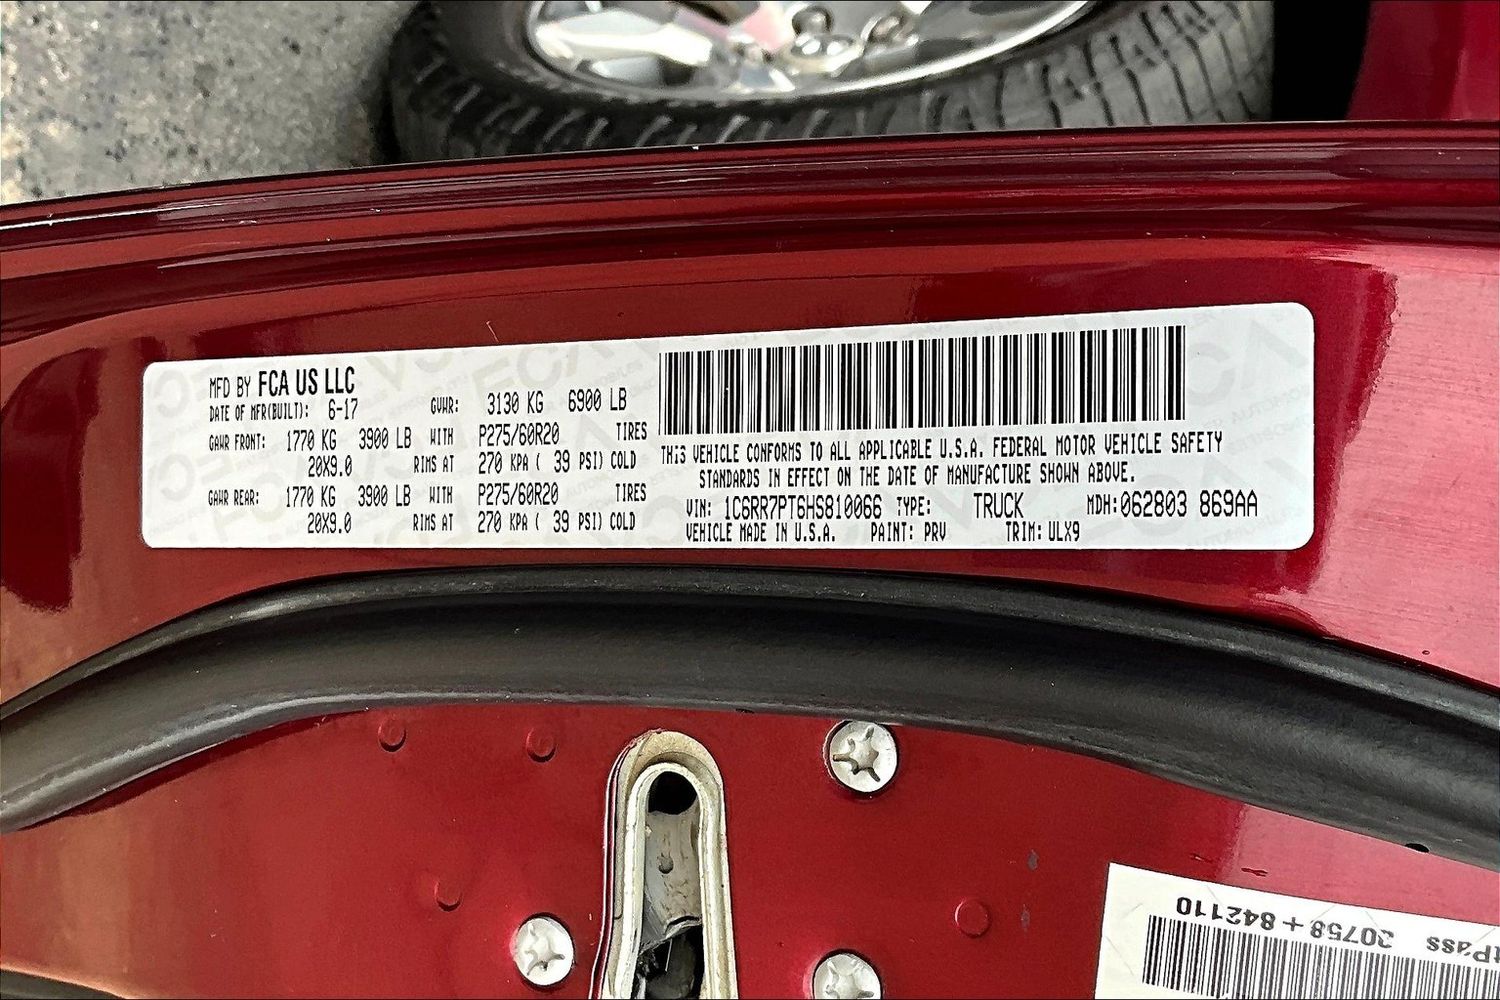 MFD BY FCA US LLC
DATE OF MFR(BUILT): 6-17 GVWR: 3130 KG 6900 LB
GAWR FRONT: 1770 KG 3900 LB WITH P275/60R20 TIRES
20X9.0 RIMS AT 270 KPA ( 39 PSI) COLD
GAWR REAR: 1770 KG 3900 LB WITH P275/60R20 TIRES
20X9.0 RIMS AT 270 KPA ( 39 PSI) COLD
THIS VEHICLE CONFORMS TO ALL APPLICABLE U.S.A. FEDERAL MOTOR VEHICLE SAFETY
STANDARDS IN EFFECT ON THE DATE OF MANUFACTURE SHOWN ABOVE.
VIN: 1C6RR7PT6HS810066 TYPE: TRUCK MDH: 062803 869AA
VEHICLE MADE IN U.S.A. PAINT: PRV TRIM: ULX9
20758 + 842110